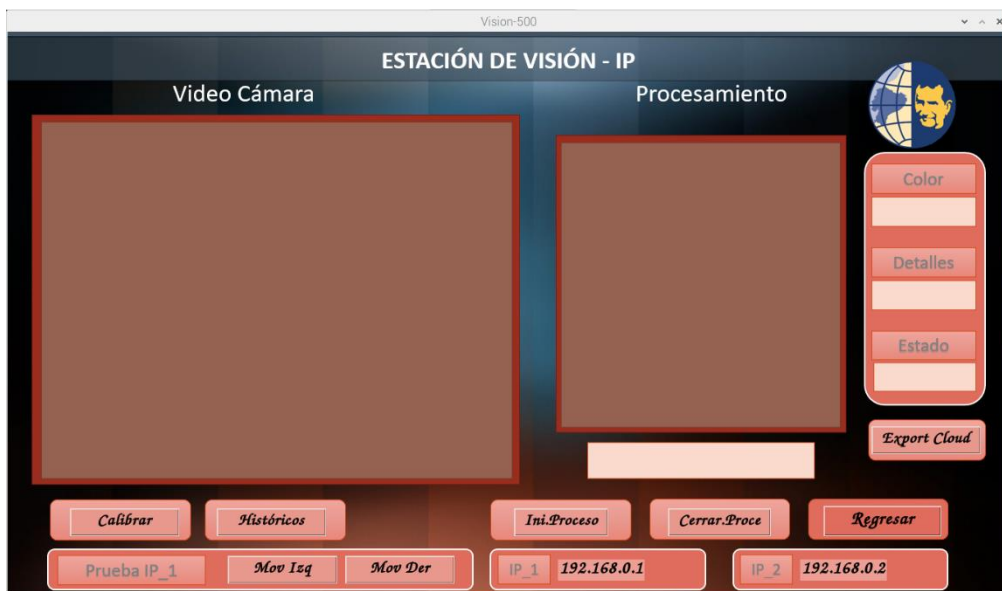 Vision-500
ESTACIÓN DE VISIÓN - IP
Video Cámara
Procesamiento
Color
Detalles
Estado
Export Cloud
Calibrar
Históricos
Ini.Proceso
Cerrar.Proce
Regresar
Prueba IP_1
Mov Izq
Mov Der
IP_1
192.168.0.1
IP_2
192.168.0.2